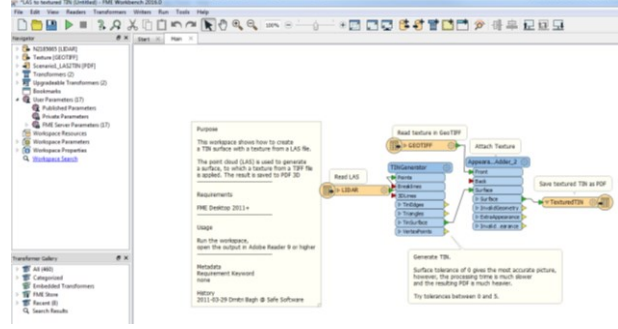 "LAS to textured TIN (Untitled) - FME Workbench 2016.0
File Edit View Readers Transformers Writers Run Tools Help
100%
Navigator
Start
Main
N2189865 [LIDAR]
Texture [GEOTIFF]
Scenario1_LAS2TIN [PDF]
Transformers (2)
Upgradeable Transformers (2)
Bookmarks
User Parameters (17)
Published Parameters
Private Parameters
FME Server Parameters (17)
Workspace Resources
Workspace Parameters
Workspace Properties
Workspace Search
Transformer Gallery
All (460)
Categorized
Embedded Transformers
FME Store
Recent (8)
Search Results
Purpose
This workspace shows how to create
a TIN surface with a texture from a LAS file.
The point cloud (LAS) is used to generate
a surface, to which a texture from a TIFF file
is applied. The result is saved to PDF 3D
Requirements
FME Desktop 2011+
Usage
Run the workspace,
open the output in Adobe Reader 9 or higher
Metadata
Requirement Keyword
none
History
2011-03-29 Dmitri Bagh @ Safe Software
Read LAS
LIDAR
Read texture in GeoTIFF
GEOTIFF
TINGenerator
Points
Breaklines
3DLines
TinEdges
Triangles
TinSurface
VertexPoints
Attach Texture
Appeara...Adder_2
Front
Back
Surface
Surface
InvalidGeometry
ExtraAppearance
Invalid...earance
Save textured TIN as PDF
TexturedTIN
Generate TIN.
Surface tolerance of 0 gives the most accurate picture,
however, the processing time is much slower
and the resulting PDF is much heavier.
Try tolerances between 0 and 5.